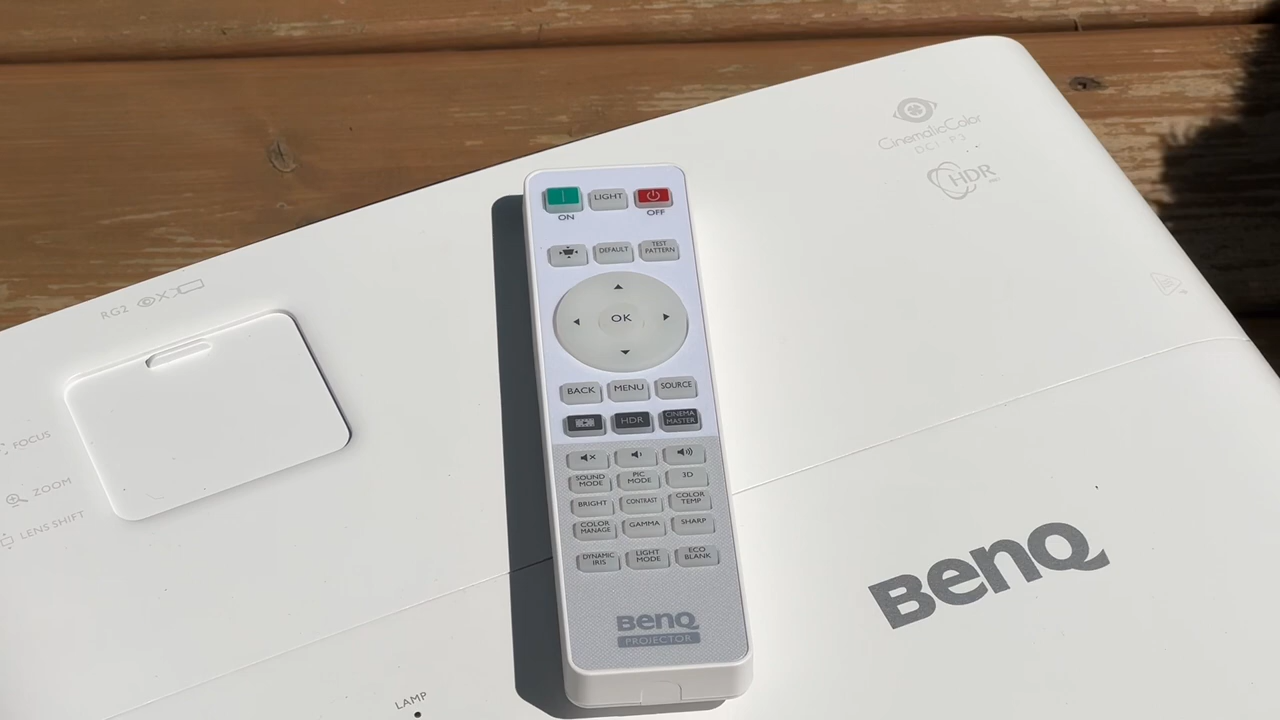 CinematicColor
DCI-P3
HDR
RG2
FOCUS
ZOOM
LENS SHIFT
LAMP
BenQ
LIGHT
ON
OFF
DEFAULT
TEST PATTERN
OK
BACK
MENU
SOURCE
HDR
CINEMA MASTER
SOUND MODE
PIC MODE
3D
BRIGHT
CONTRAST
COLOR TEMP
COLOR MANAGE
GAMMA
SHARP
DYNAMIC IRIS
LIGHT MODE
ECO BLANK
BenQ
PROJECTOR